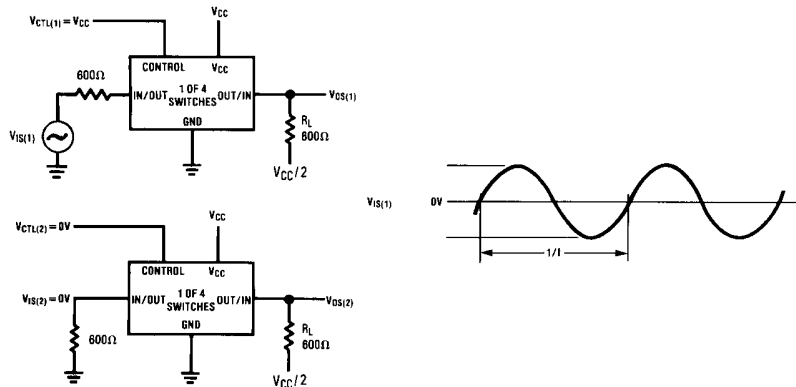 VCTL(1) = VCC
VCC
CONTROL VCC
600Ω
IN/OUT 1 OF 4 SWITCHES OUT/IN
VOS(1)
VIS(1)
GND
RL
600Ω
VCC/2
VCTL(2) = 0V
VCC
CONTROL VCC
VIS(2) = 0V
IN/OUT 1 OF 4 SWITCHES OUT/IN
VOS(2)
600Ω
GND
RL
600Ω
VCC/2
VIS(1) 0V
1/f